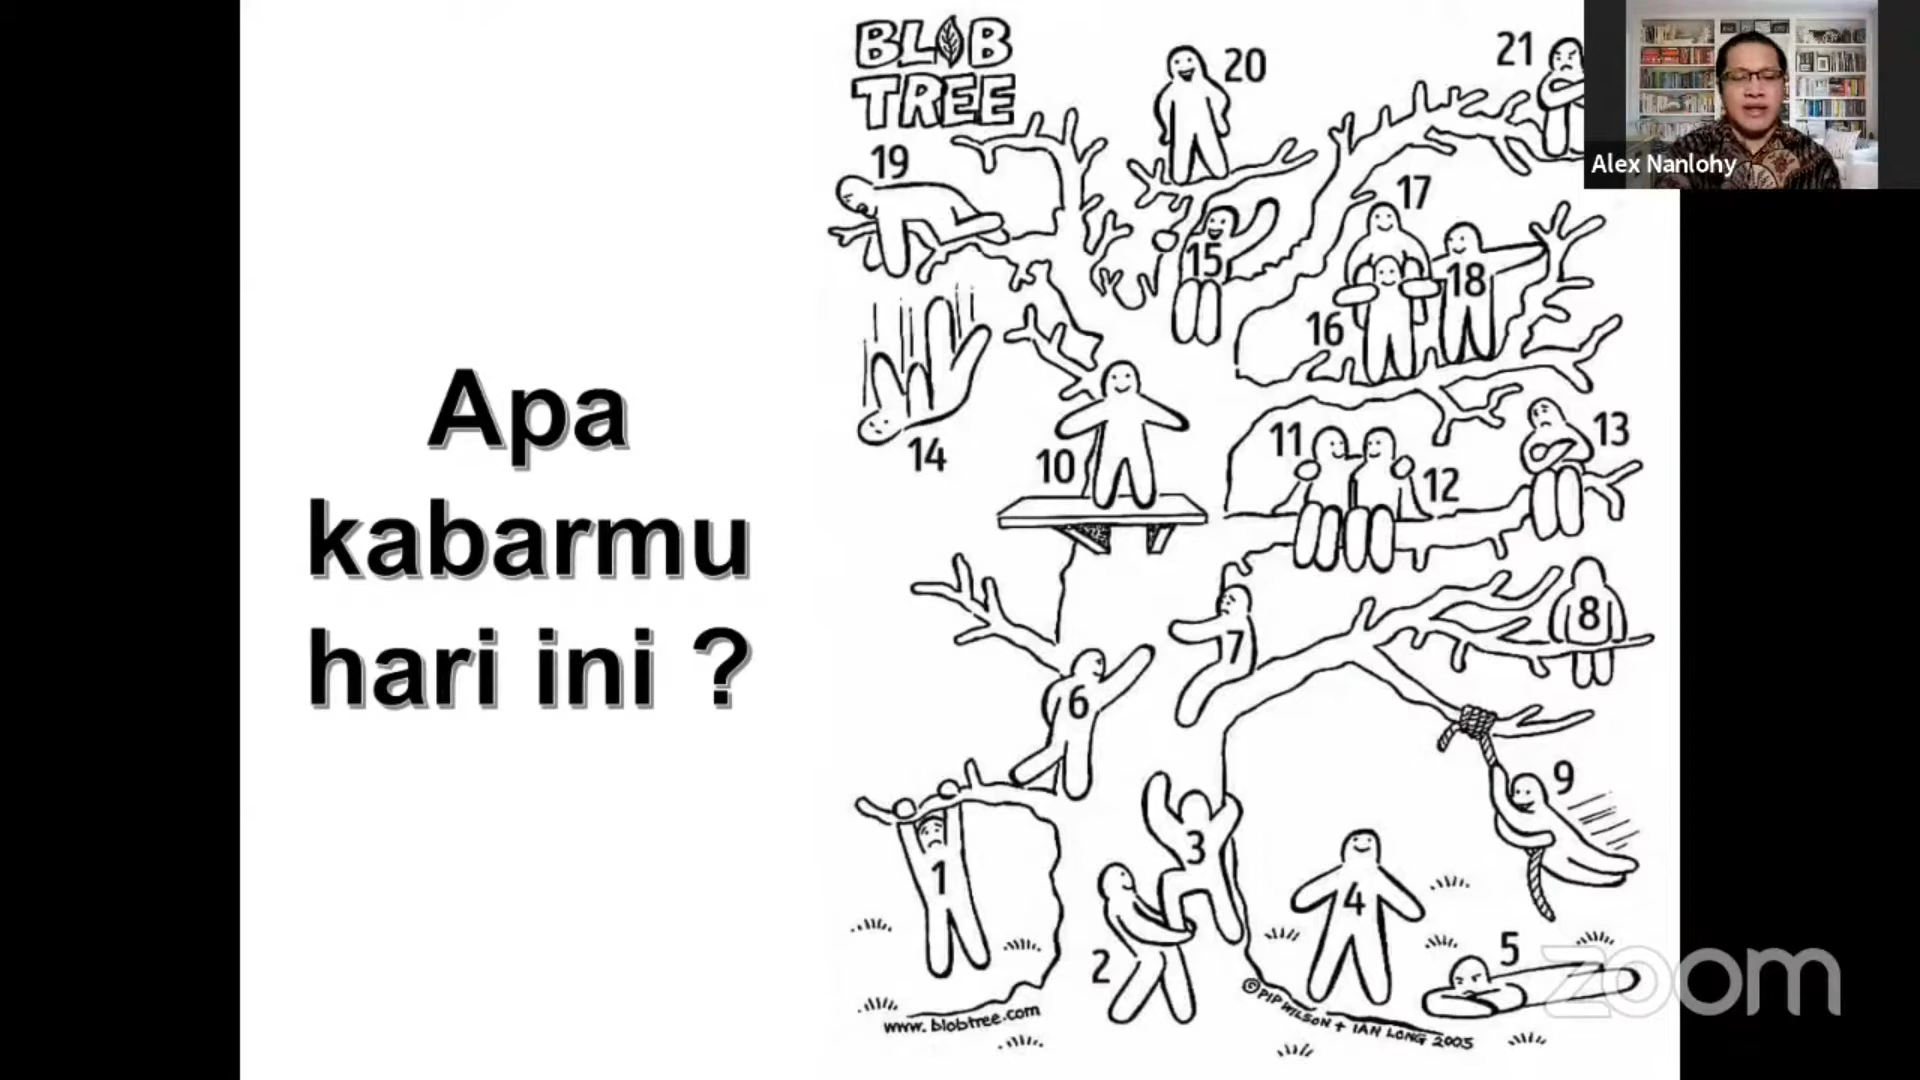 BLOB
TREE
20
21
19
17
15
18
16
14
10
11
12
13
8
7
6
9
1
3
4
2
5
Apa
kabarmu
hari ini ?
www.blobtree.com
©PIP WILSON + IAN LONG 2005
Alex Nanlohy
zoom